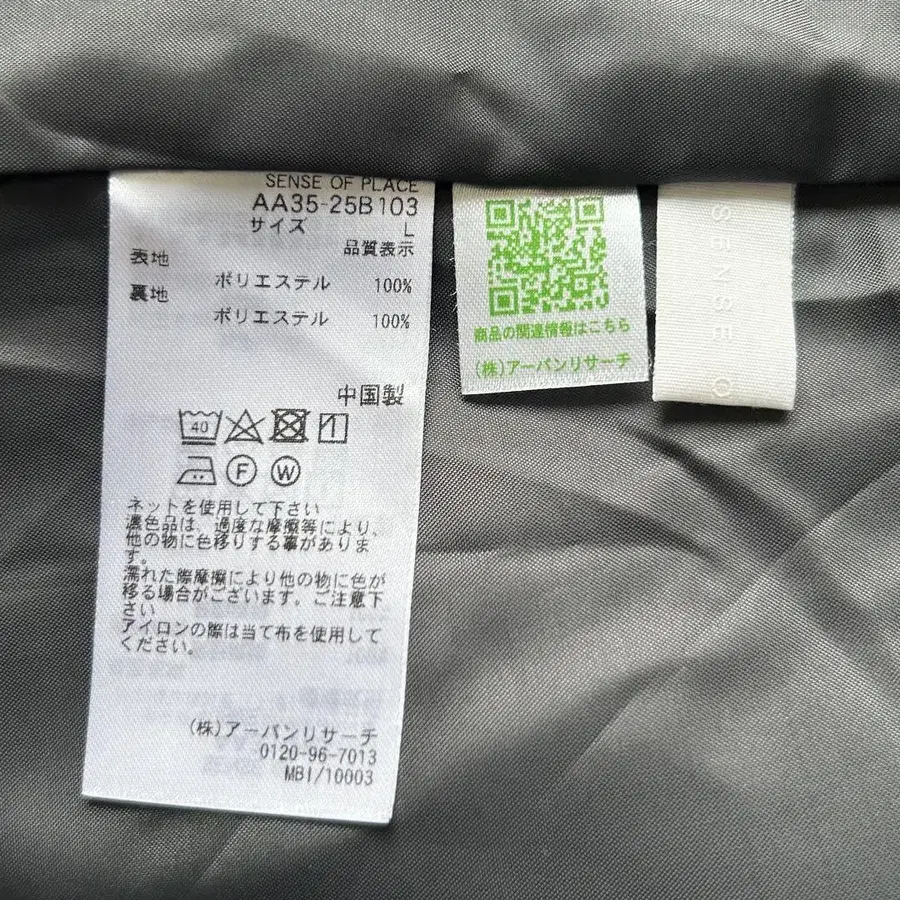 SENSE OF PLACE
AA35-25B103
サイズ L
品質表示
表地
ポリエステル 100%
裏地
ポリエステル 100%
中国製
40
F W
ネットを使用して下さい
濃色品は、過度な摩擦等により、
他の物に色移りする事がありま
す。
濡れた際摩擦により他の物に色が
移る場合がございます。ご注意下
さい
アイロンの際は当て布を使用して
ください。
(株)アーバンリサーチ
0120-96-7013
MBI/10003
商品の関連情報はこちら
(株)アーバンリサーチ
SENSE O